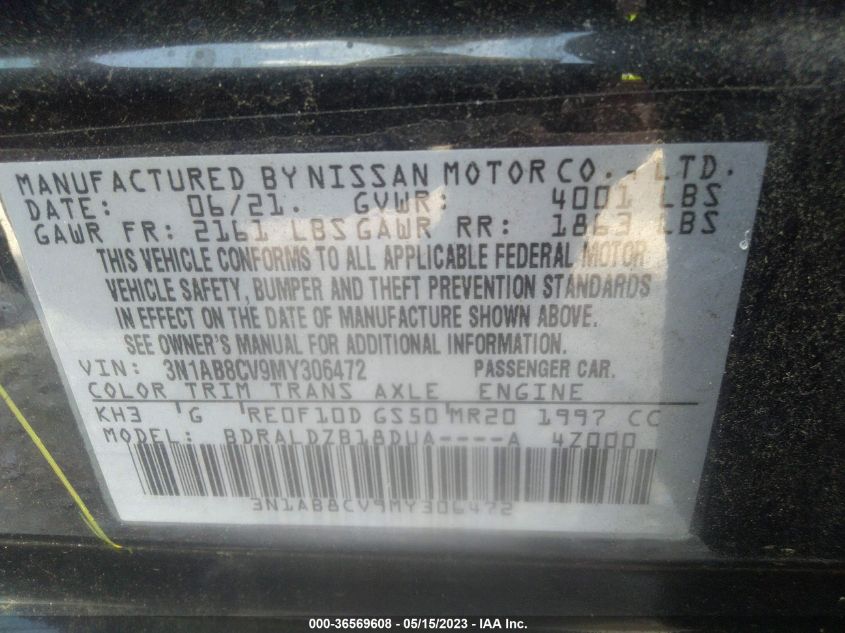 MANUFACTURED BY NISSAN MOTOR CO., LTD.
DATE: 06/21. GVWR: 4001 LBS
GAWR FR: 2161 LBS GAWR RR: 1863 LBS
THIS VEHICLE CONFORMS TO ALL APPLICABLE FEDERAL MOTOR
VEHICLE SAFETY, BUMPER AND THEFT PREVENTION STANDARDS
IN EFFECT ON THE DATE OF MANUFACTURE SHOWN ABOVE.
SEE OWNER'S MANUAL FOR ADDITIONAL INFORMATION.
VIN: 3N1AB8CV9MY306472 PASSENGER CAR.
COLOR TRIM TRANS AXLE ENGINE
KH3 'G 'RE0F10D GS50'MR20 1997 CC
MODEL: BDRALDZB18DUA----A 4Z000
3N1AB8CV9MY306472
000-36569608 - 05/15/2023 - IAA Inc.